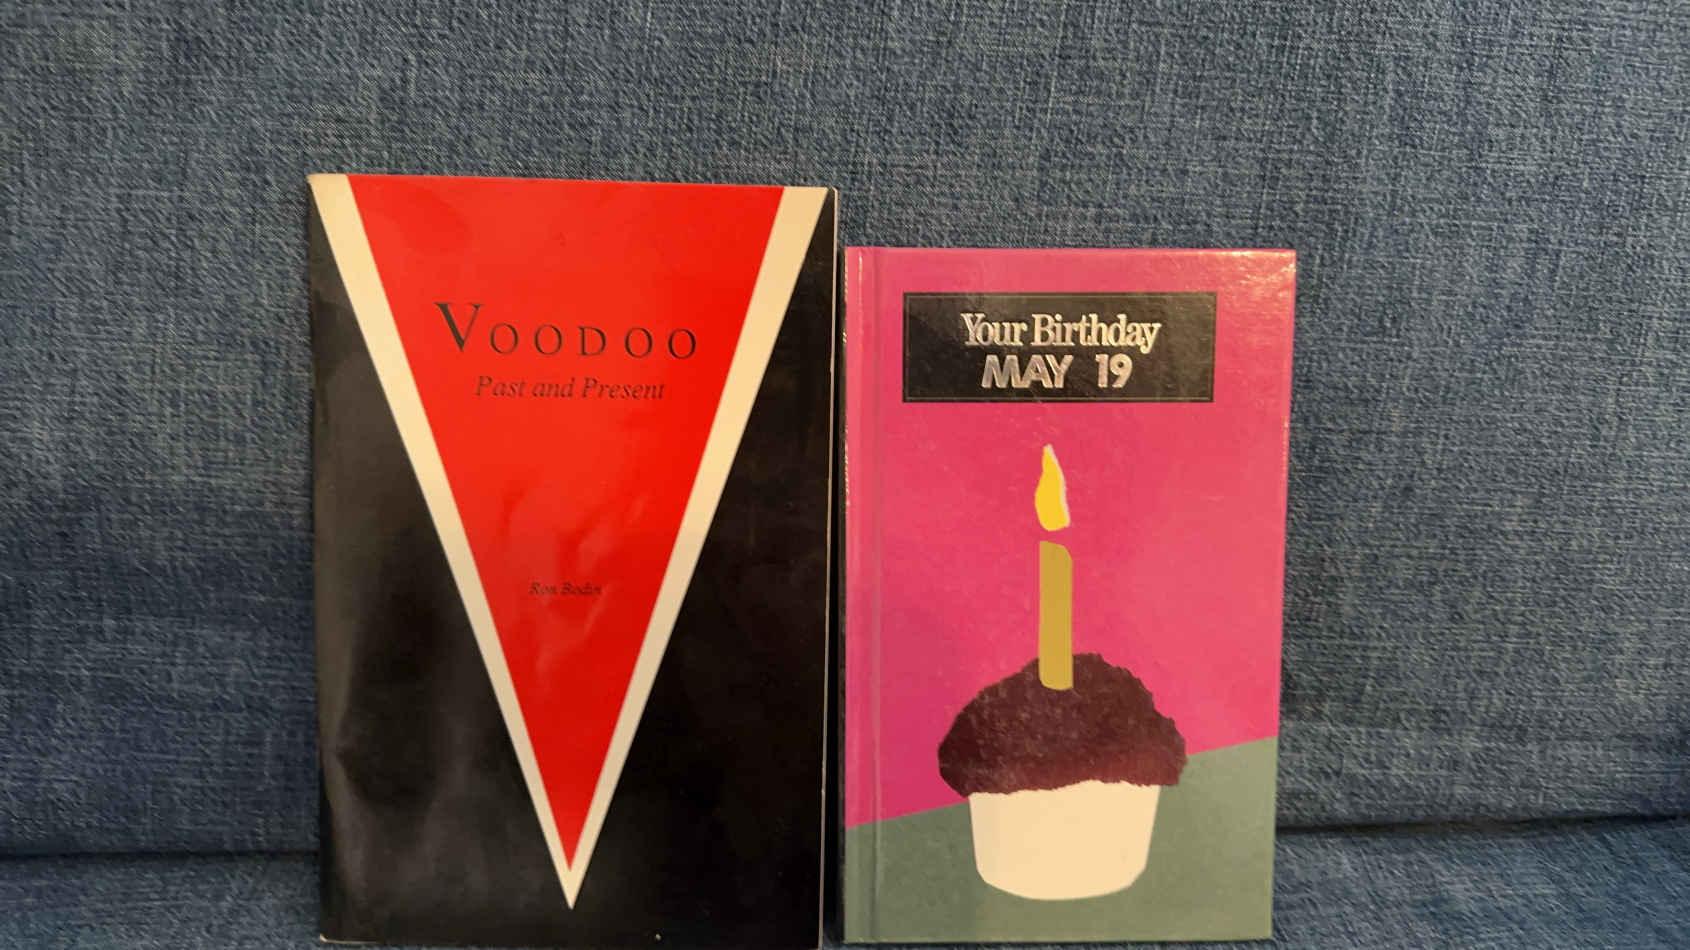 VOODOO
Past and Present
Ron Bodin
Your Birthday
MAY 19